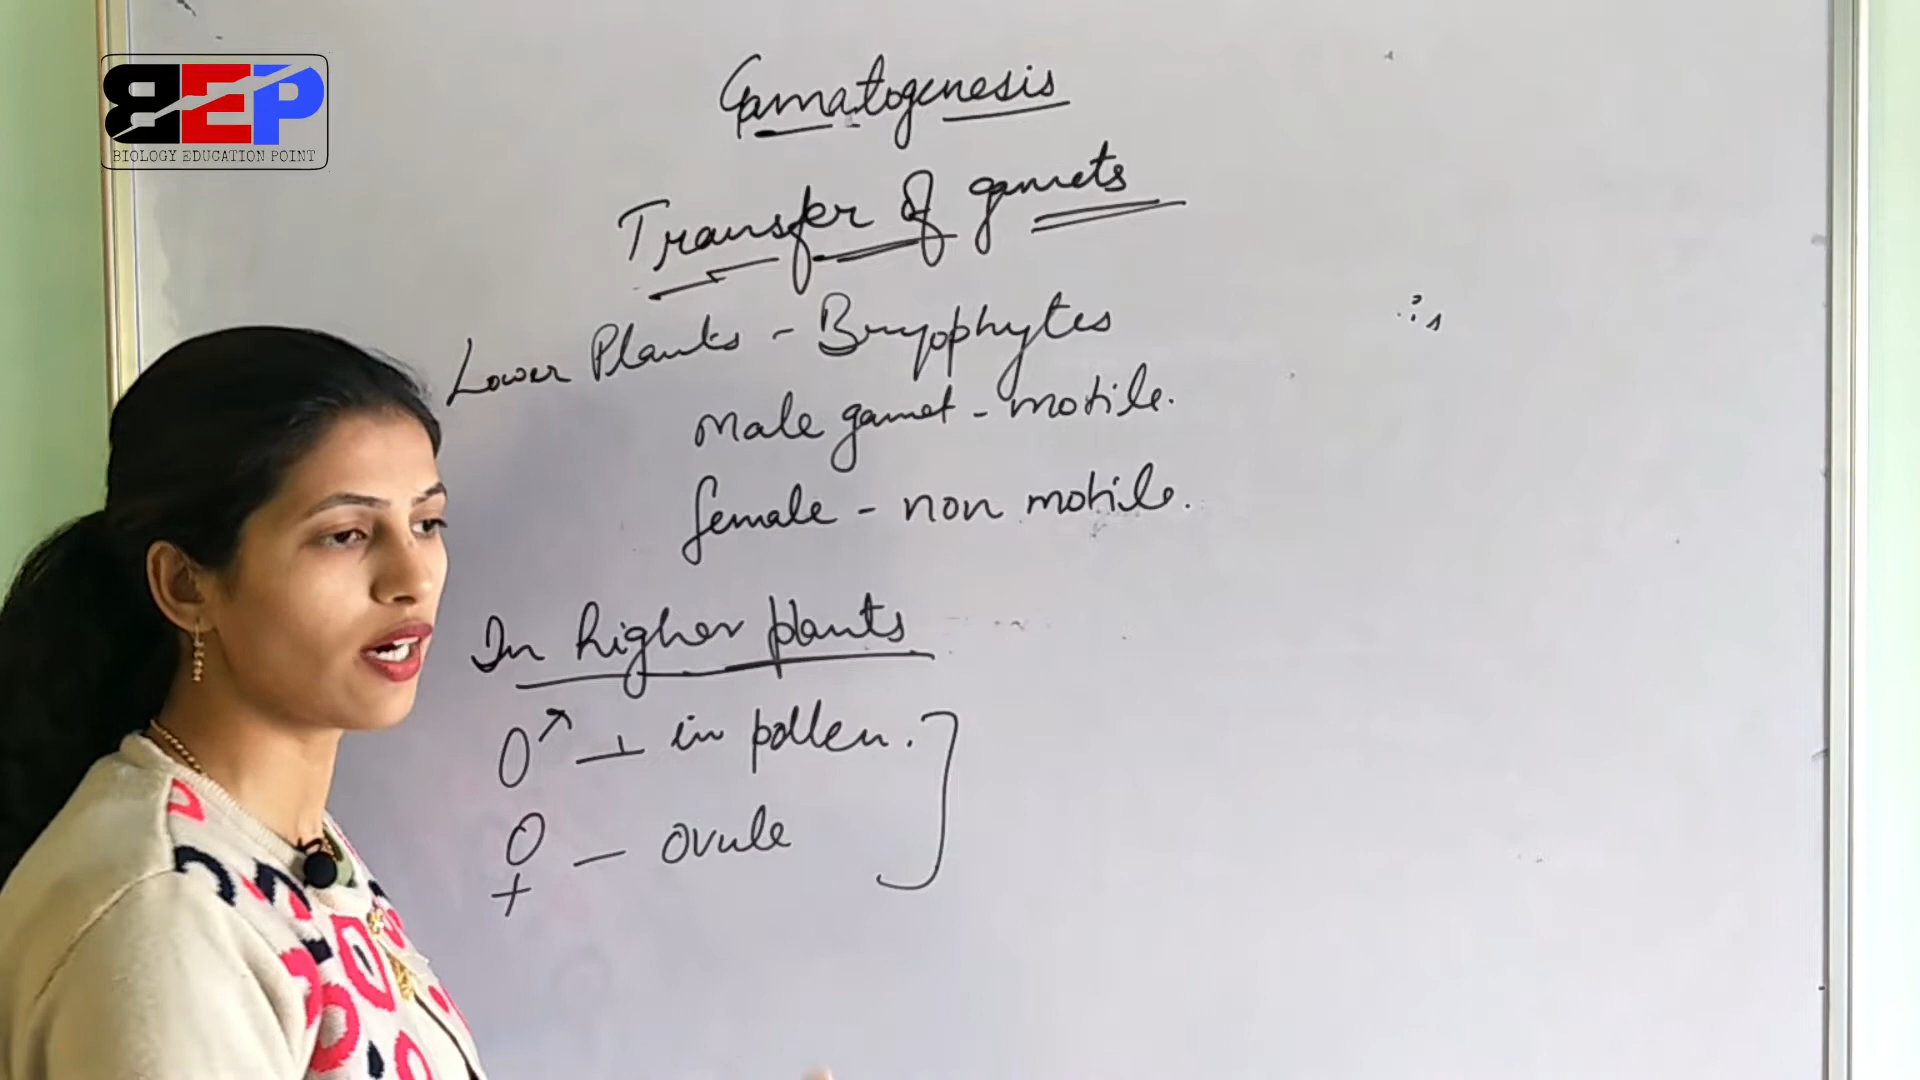 BEP
BIOLOGY EDUCATION POINT
Gamatogenesis
Transfer of gamets
Lower Plants - Bryophytes
male gamet - motile.
female - non motile.
In higher plants
♂ - in pollen.
♀ - ovule